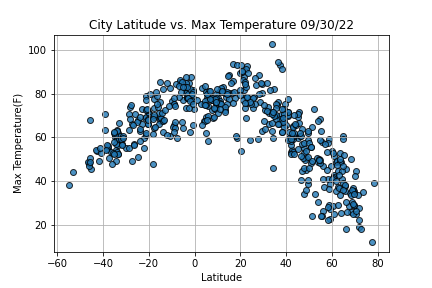 City Latitude vs. Max Temperature 09/30/22
Max Temperature(F)
100
80
60
40
20
−60 −40 −20 0 20 40 60 80
Latitude